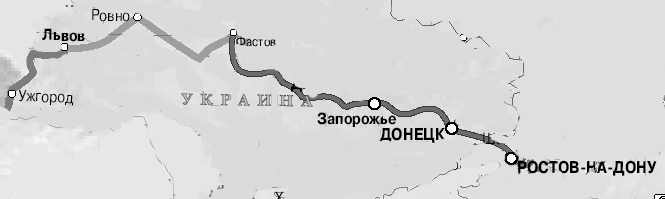 Ровно
Львов
Фастов
Ужгород
УКРАИНА
Запорожье
ДОНЕЦК
РОСТОВ-НА-ДОНУ